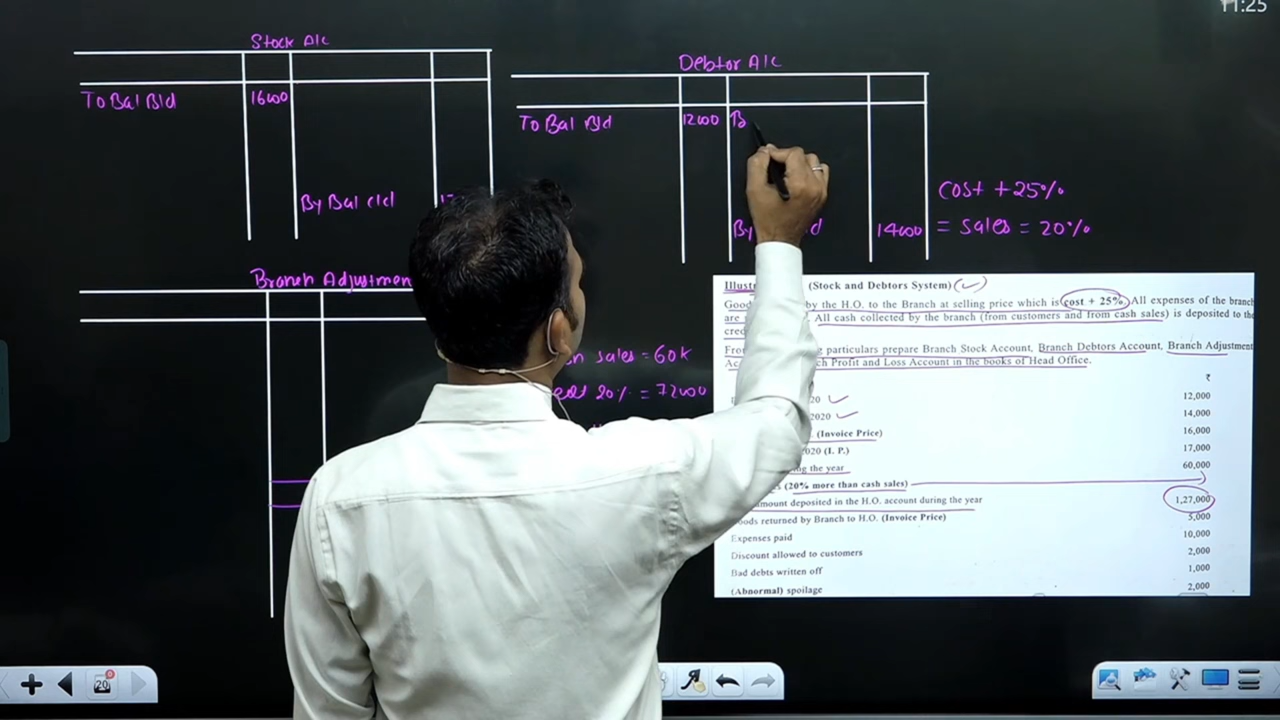 11:25
Stock A/c
To Bal B/d 16000
By Bal c/d
Debtor A/c
To Bal B/d 12000 B
14000
Cost + 25%
= Sales = 20%
Branch Adjustmen
sales = 60k
20% = 72000
(Stock and Debtors System)
by the H.O. to the Branch at selling price which is cost + 25%. All expenses of the branch
All cash collected by the branch (from customers and from cash sales) is deposited to the
particulars prepare Branch Stock Account, Branch Debtors Account, Branch Adjustment
Profit and Loss Account in the books of Head Office.
₹
12,000
2020 14,000
(Invoice Price) 16,000
(I. P.) 17,000
the year 60,000
(20% more than cash sales)
amount deposited in the H.O. account during the year 1,27,000
Goods returned by Branch to H.O. (Invoice Price) 5,000
Expenses paid 10,000
Discount allowed to customers 2,000
Bad debts written off 1,000
(Abnormal) spoilage 2,000
20